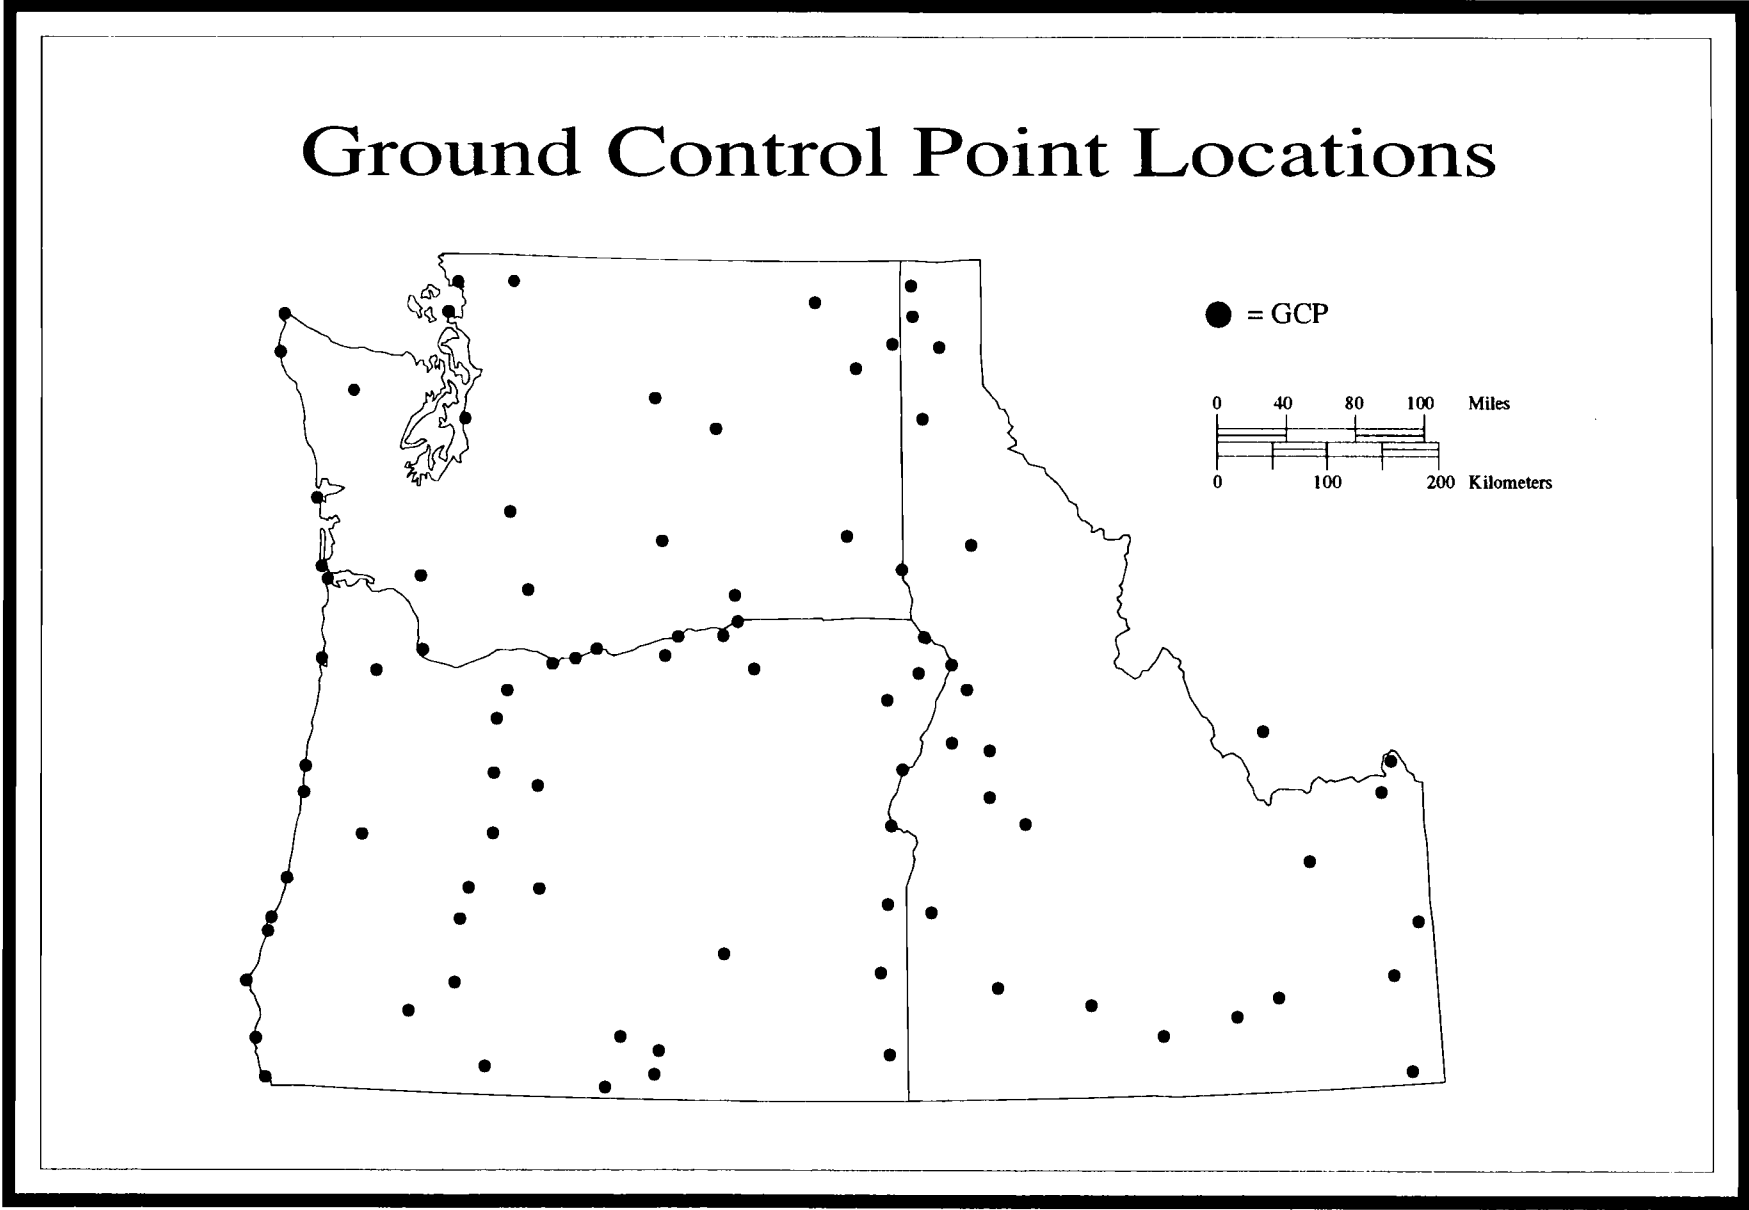 Ground Control Point Locations
= GCP
0 40 80 100 Miles
0 100 200 Kilometers